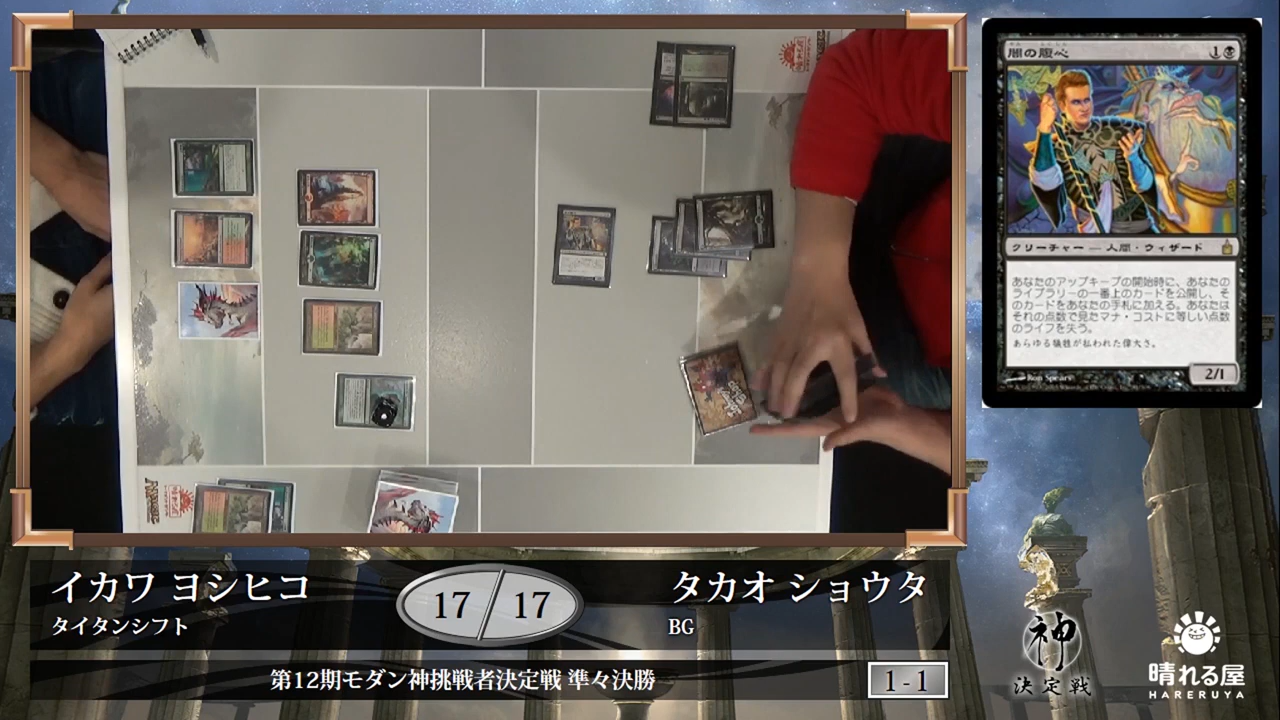 闇の腹心
1
クリーチャー ― 人間・ウィザード
あなたのアップキープの開始時に、あなたの
ライブラリーの一番上のカードを公開し、そ
のカードをあなたの手札に加える。あなたは
それの点数で見たマナ・コストに等しい点数
のライフを失う。
あらゆる犠牲が払われた偉大さ。
Ron Spears
2/1
イカワ ヨシヒコ
タイタンシフト
17/17
タカオ ショウタ
BG
第12期モダン神挑戦者決定戦 準々決勝
1-1
神
決定戦
晴れる屋
HARERUYA